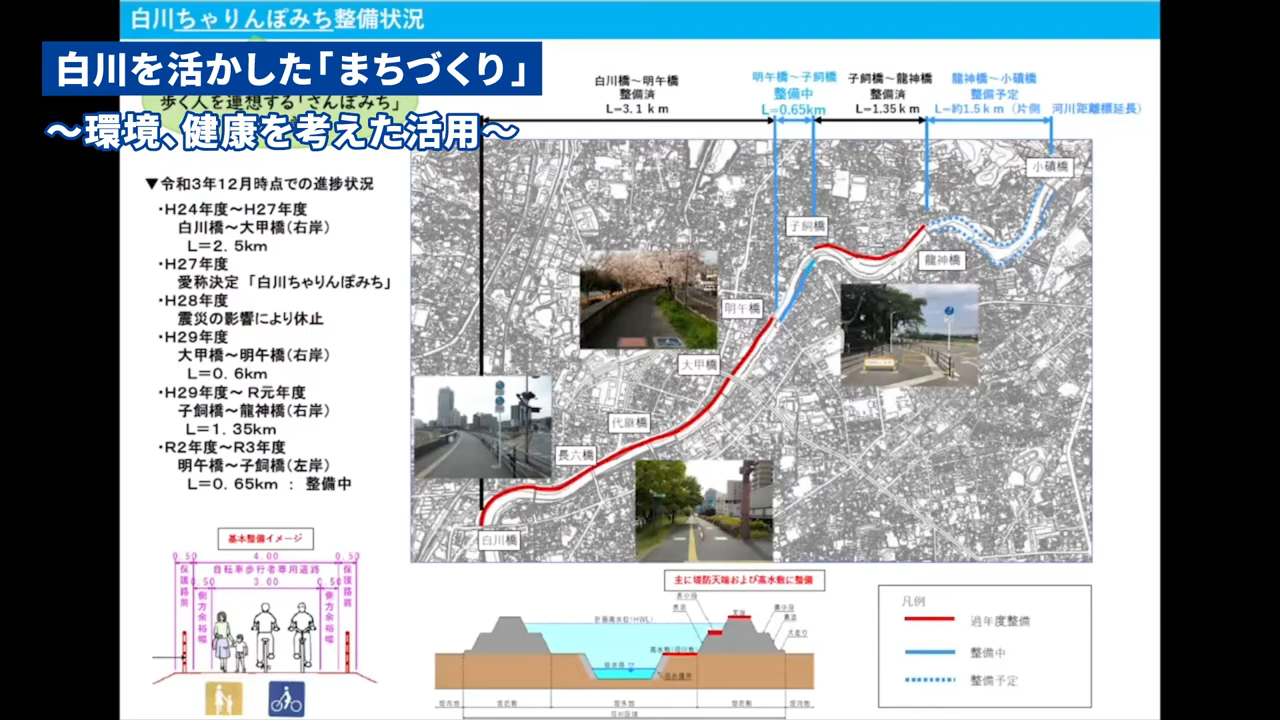 白川ちゃりんぽみち整備状況
白川を活かした「まちづくり」
歩く人を連想する「さんぽみち」
～環境、健康を考えた活用～
白川橋～明午橋
整備済
L=3.1km
明午橋～子飼橋
整備中
L=0.65km
子飼橋～龍神橋
整備済
L=1.35km
龍神橋～小磧橋
整備予定
L=約1.5km（片側 河川距離標延長）
▼令和3年12月時点での進捗状況
・H24年度～H27年度
白川橋～大甲橋（右岸）
L＝2．5km
・H27年度
愛称決定 「白川ちゃりんぽみち」
・H28年度
震災の影響により休止
・H29年度
大甲橋～明午橋（右岸）
L＝0．6km
・H29年度～R元年度
子飼橋～龍神橋（右岸）
L＝1．35km
・R2年度～R3年度
明午橋～子飼橋（左岸）
L＝0．65km ： 整備中
小磧橋
子飼橋
龍神橋
明午橋
大甲橋
代継橋
長六橋
白川橋
基本整備イメージ
0.50 4.00 0.50
自転車歩行者専用道路
0.50 3.00 0.50
保護路肩
側方余裕幅
側方余裕幅
保護路肩
主に堤防天端および高水敷に整備
計画高水位(HWL)
天端
凡例
過年度整備
整備中
整備予定